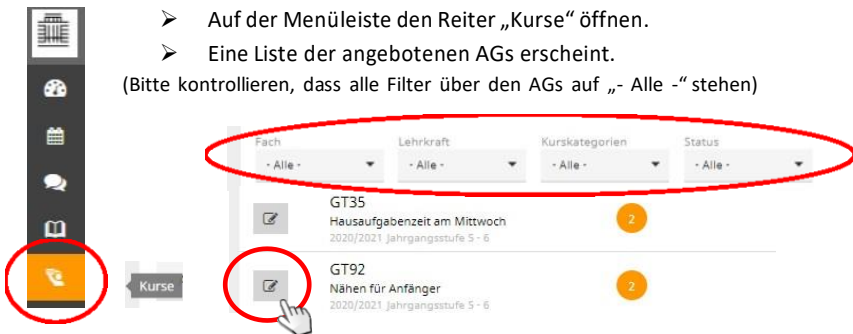 ➢ Auf der Menüleiste den Reiter „Kurse“ öffnen.
➢ Eine Liste der angebotenen AGs erscheint.
(Bitte kontrollieren, dass alle Filter über den AGs auf „- Alle -“ stehen)
Fach Lehrkraft Kurskategorien Status
- Alle - - Alle - - Alle - - Alle -
GT35
Hausaufgabenzeit am Mittwoch 2
2020/2021 Jahrgangsstufe 5 - 6
GT92
Kurse
Nähen für Anfänger 2
2020/2021 Jahrgangsstufe 5 - 6